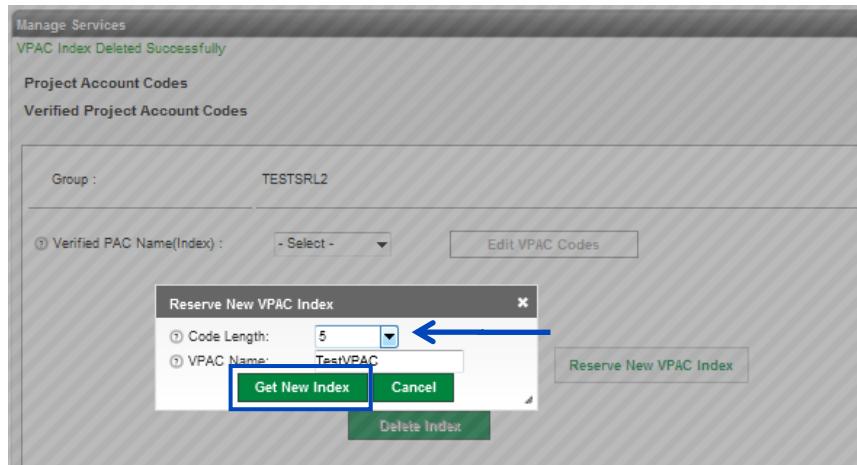 Manage Services
VPAC Index Deleted Successfully
Project Account Codes
Verified Project Account Codes
Group : TESTSRL2
Verified PAC Name(Index) : - Select - Edit VPAC Codes
Reserve New VPAC Index
Code Length: 5
VPAC Name: TestVPAC
Reserve New VPAC Index
Get New Index Cancel
Delete Index